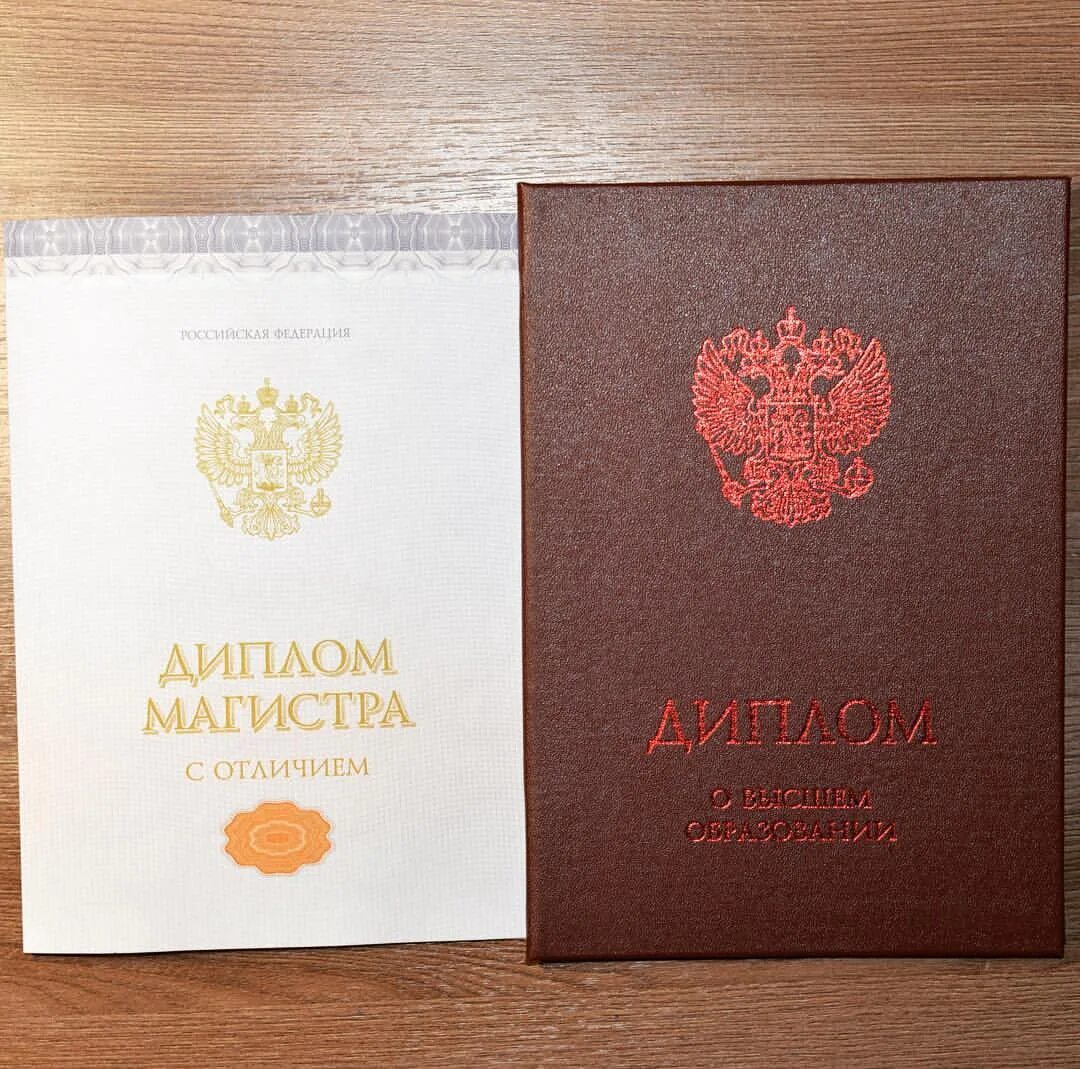 РОССИЙСКАЯ ФЕДЕРАЦИЯ
ДИПЛОМ
МАГИСТРА
С ОТЛИЧИЕМ
ДИПЛОМ
О ВЫСШЕМ
ОБРАЗОВАНИИ